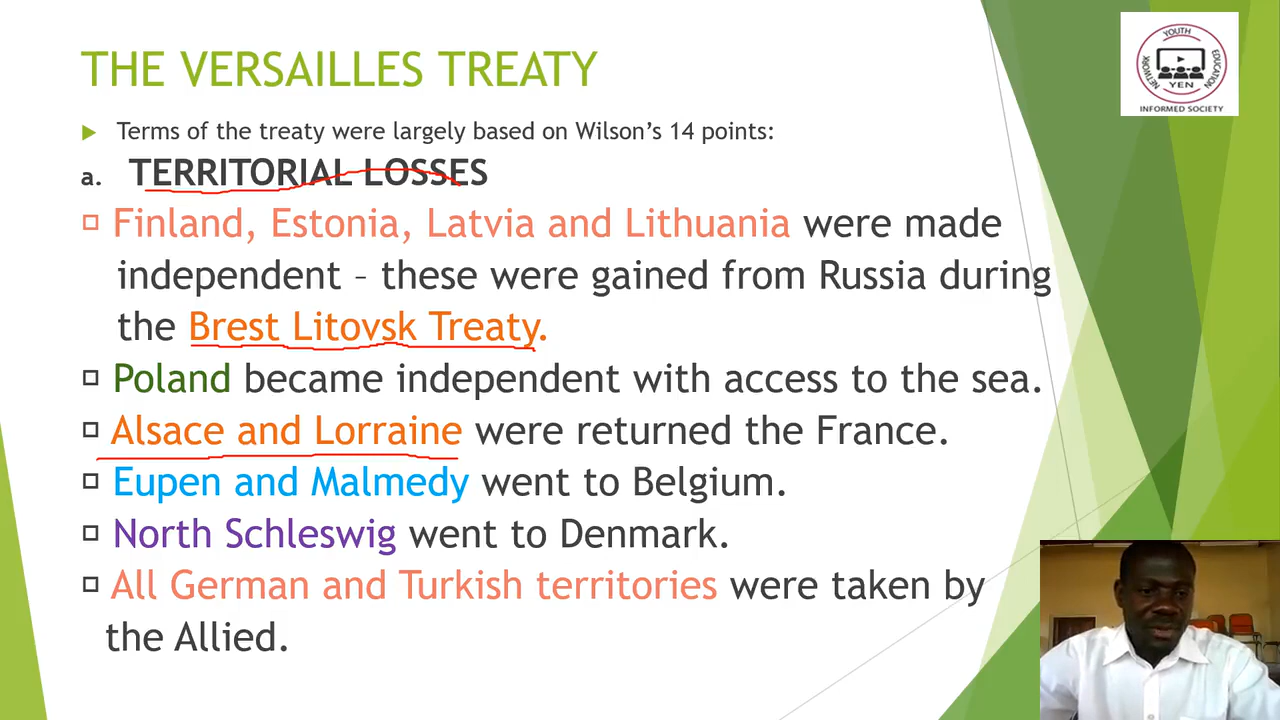 THE VERSAILLES TREATY
Terms of the treaty were largely based on Wilson's 14 points:
a. TERRITORIAL LOSSES
Finland, Estonia, Latvia and Lithuania were made
independent – these were gained from Russia during
the Brest Litovsk Treaty.
Poland became independent with access to the sea.
Alsace and Lorraine were returned the France.
Eupen and Malmedy went to Belgium.
North Schleswig went to Denmark.
All German and Turkish territories were taken by
the Allied.
YOUTH
EDUCATION
NETWORK
YEN
INFORMED SOCIETY